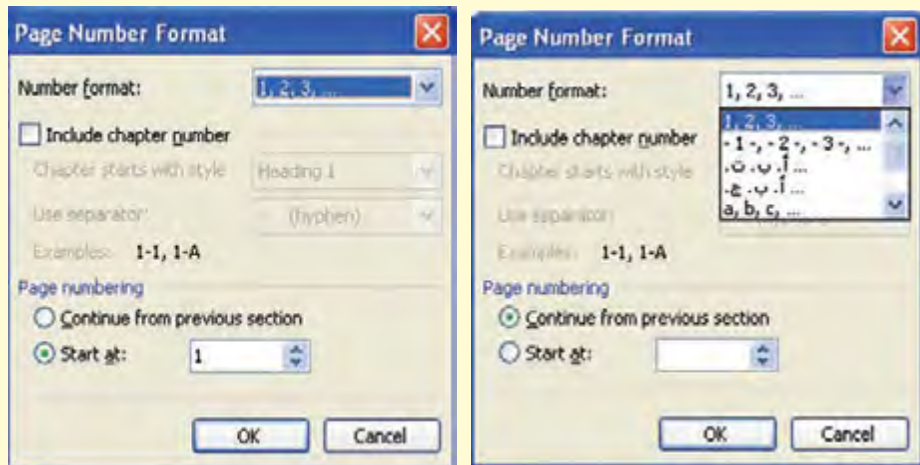 Page Number Format
Number format: 1, 2, 3, ...
Include chapter number
Chapter starts with style Heading 1
Use separator: - (hyphen)
Examples: 1-1, 1-A
Page numbering
Continue from previous section
Start at: 1
OK Cancel
Page Number Format
Number format: 1, 2, 3, ...
1, 2, 3, ...
- 1 -, - 2 -, - 3 -, ...
أ، ب، ت، ...
أ، ب، ج، ...
a, b, c, ...
Include chapter number
Chapter starts with style
Use separator:
Examples: 1-1, 1-A
Page numbering
Continue from previous section
Start at:
OK Cancel